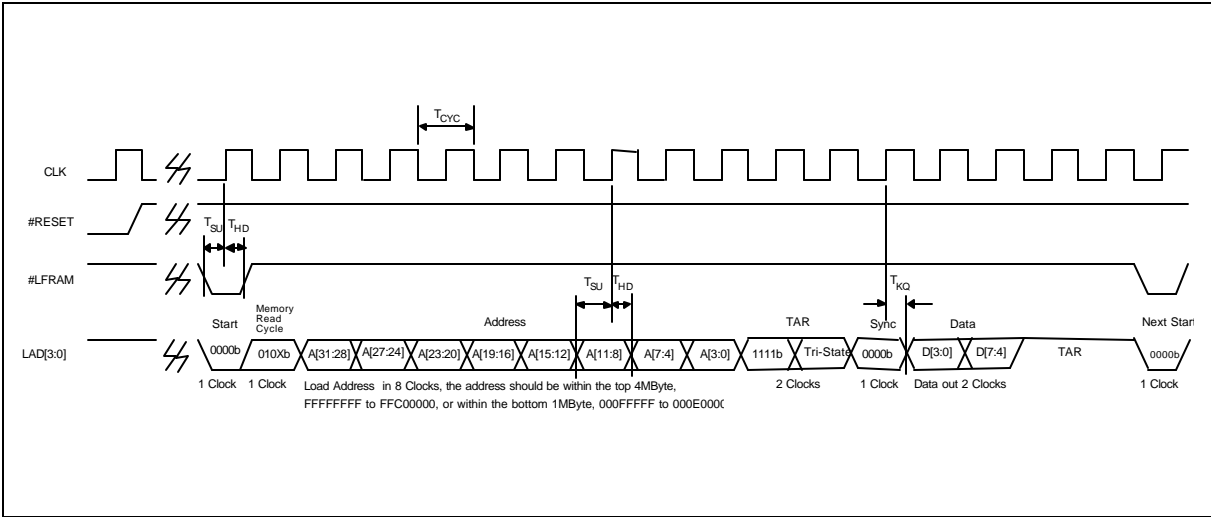 TCYC
CLK
#RESET
TSU THD
#LFRAM
TSU THD
TKQ
Start
Memory
Read
Cycle
Address
TAR
Sync
Data
Next Start
LAD[3:0]
0000b
010Xb
A[31:28]
A[27:24]
A[23:20]
A[19:16]
A[15:12]
A[11:8]
A[7:4]
A[3:0]
1111b
Tri-State
0000b
D[3:0]
D[7:4]
TAR
0000b
1 Clock
1 Clock
Load Address in 8 Clocks, the address should be within the top 4MByte,
FFFFFFFF to FFC00000, or within the bottom 1MByte, 000FFFFF to 000E0000
2 Clocks
1 Clock
Data out 2 Clocks
1 Clock